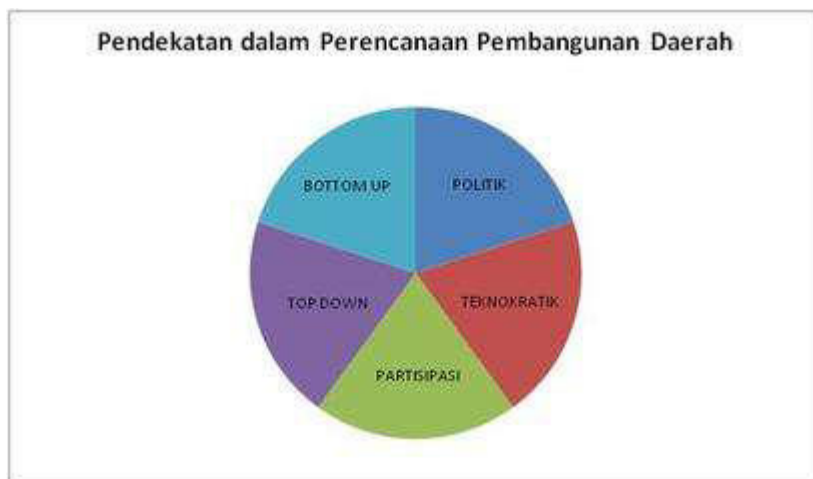 Pendekatan dalam Perencanaan Pembangunan Daerah
BOTTOM UP
POLITIK
TOP DOWN
TEKNOKRATIK
PARTISIPASI